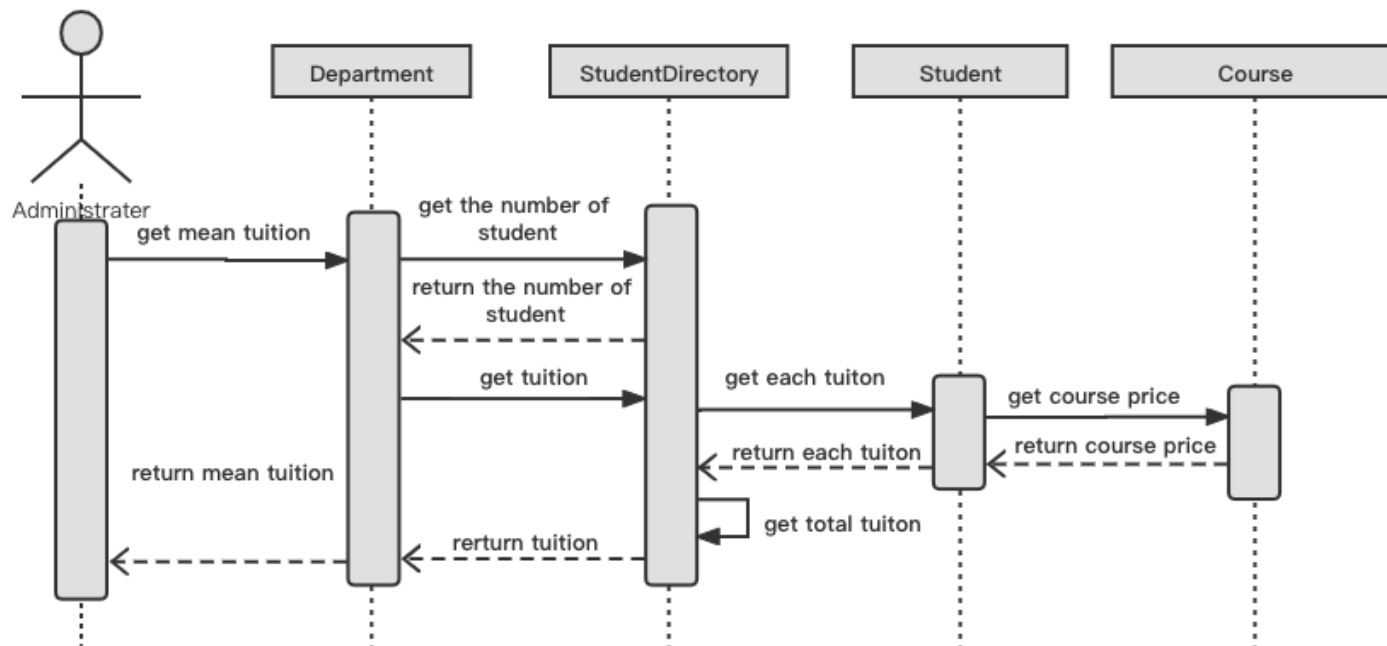 Department
StudentDirectory
Student
Course
Administrater
get mean tuition
get the number of
student
return the number of
student
get tuition
get each tuiton
get course price
return course price
return each tuiton
return mean tuition
get total tuiton
rerturn tuition